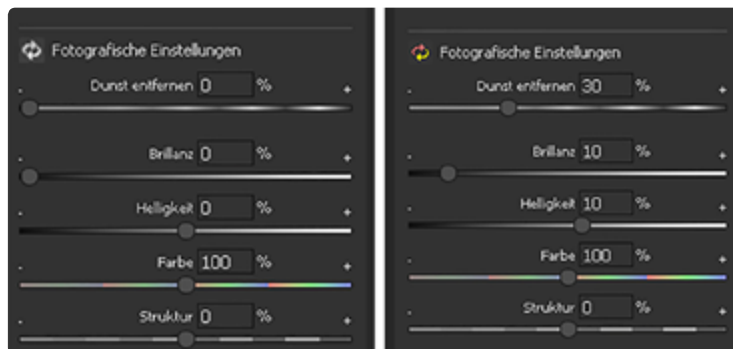 Fotografische Einstellungen
Dunst entfernen 0 %
- +
Brillanz 0 %
- +
Helligkeit 0 %
- +
Farbe 100 %
- +
Struktur 0 %
- +
Fotografische Einstellungen
Dunst entfernen 30 %
- +
Brillanz 10 %
- +
Helligkeit 10 %
- +
Farbe 100 %
- +
Struktur 0 %
- +